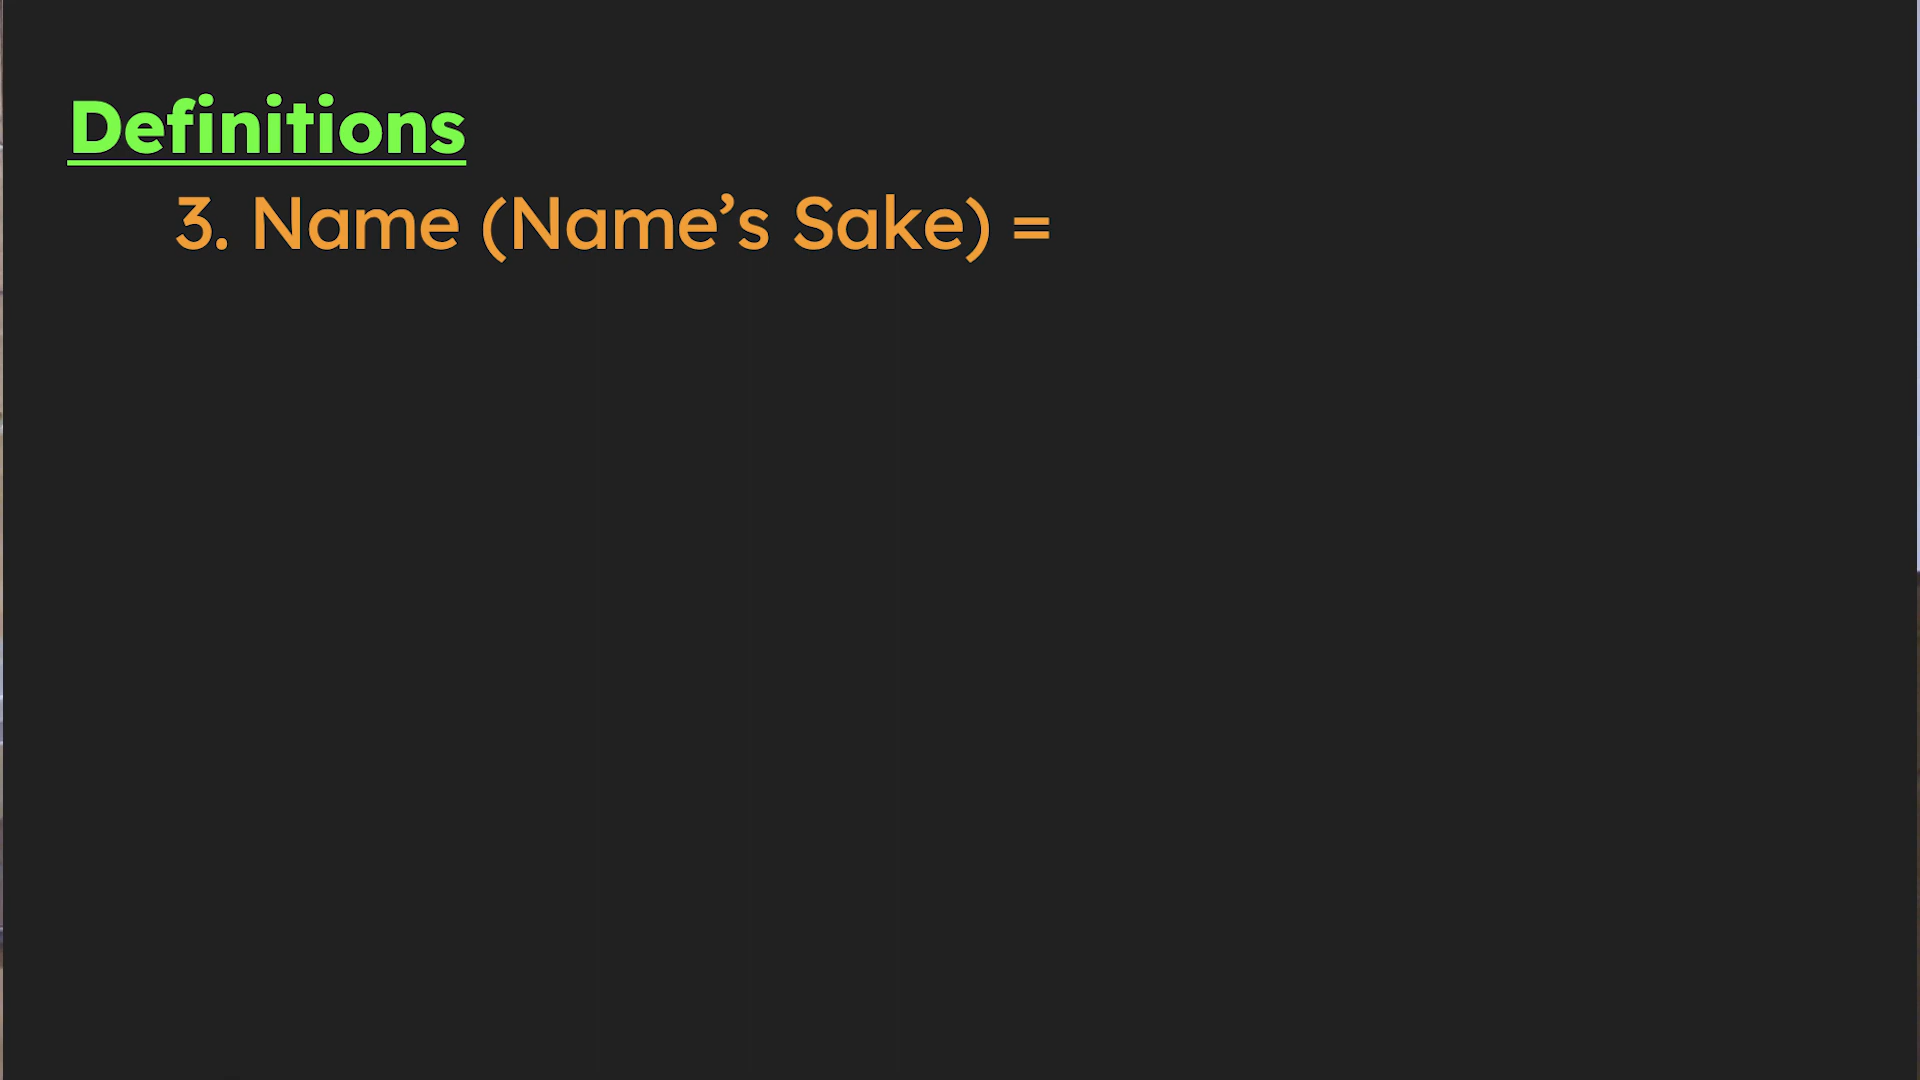 Definitions
3. Name (Name’s Sake) =